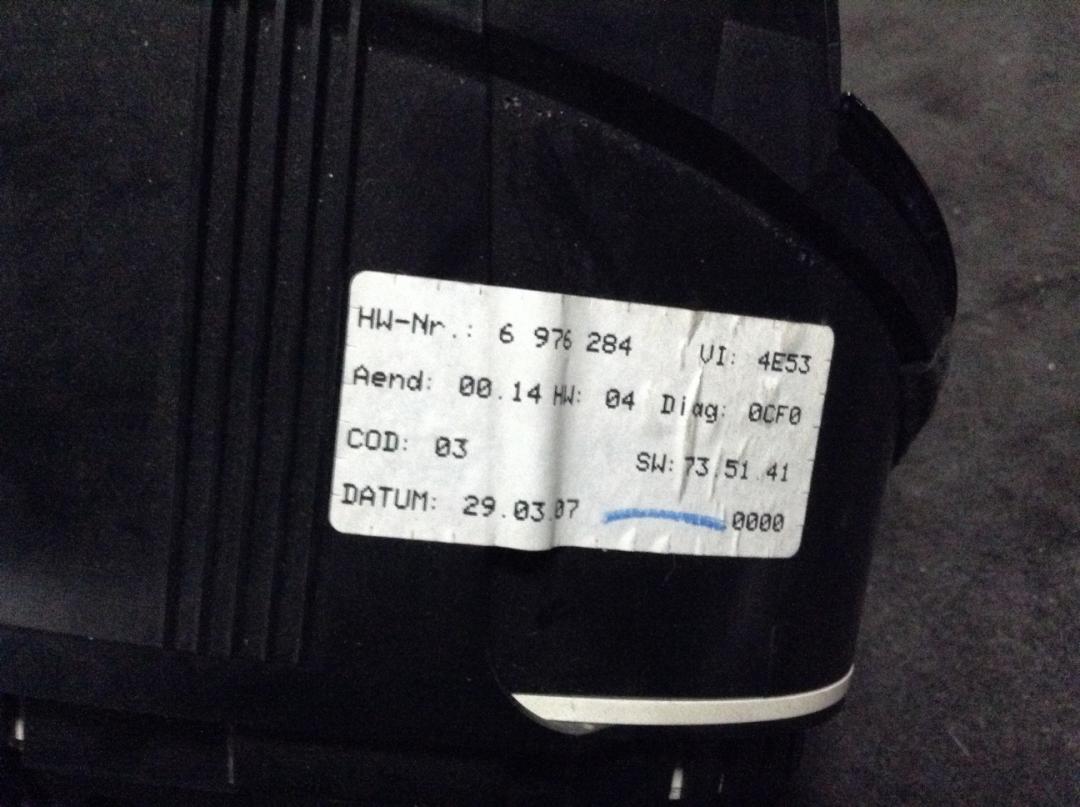 HW-Nr.: 6 976 284 VI: 4E53
Aend: 00.14 HW: 04 Diag: 0CF0
COD: 03 SW: 73.51.41
DATUM: 29.03.07 0000